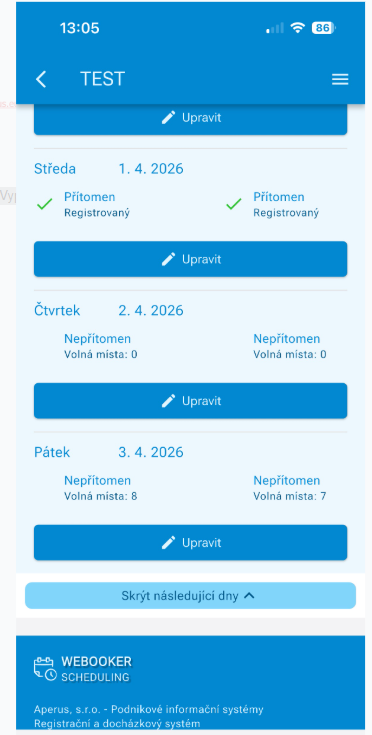 13:05 86
TEST
Upravit
Středa 1. 4. 2026
Přítomen Přítomen
Registrovaný Registrovaný
Upravit
Čtvrtek 2. 4. 2026
Nepřítomen Nepřítomen
Volná místa: 0 Volná místa: 0
Upravit
Pátek 3. 4. 2026
Nepřítomen Nepřítomen
Volná místa: 8 Volná místa: 7
Upravit
Skrýt následující dny
WEBOOKER
SCHEDULING
Aperus, s.r.o. - Podnikové informační systémy
Registrační a docházkový systém